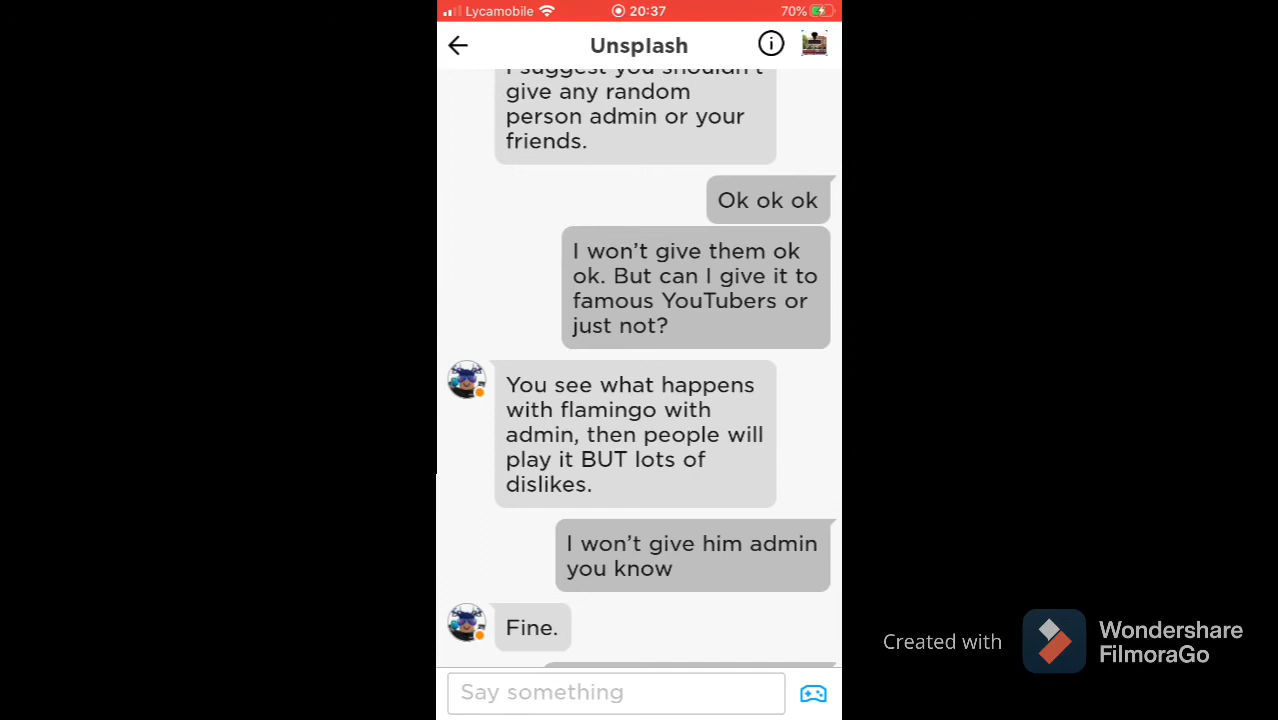 Lycamobile
20:37
70%
Unsplash
I suggest you shouldn't
give any random
person admin or your
friends.
Ok ok ok
I won't give them ok
ok. But can I give it to
famous YouTubers or
just not?
You see what happens
with flamingo with
admin, then people will
play it BUT lots of
dislikes.
I won't give him admin
you know
Fine.
Say something
Created with
Wondershare
FilmoraGo